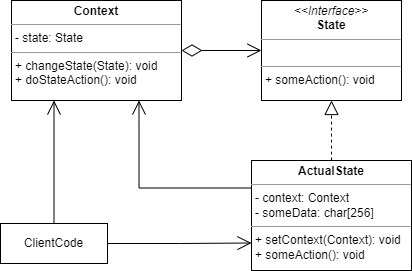 Context
- state: State
+ changeState(State): void
+ doStateAction(): void
<<Interface>>
State
+ someAction(): void
ActualState
- context: Context
- someData: char[256]
+ setContext(Context): void
+ someAction(): void
ClientCode